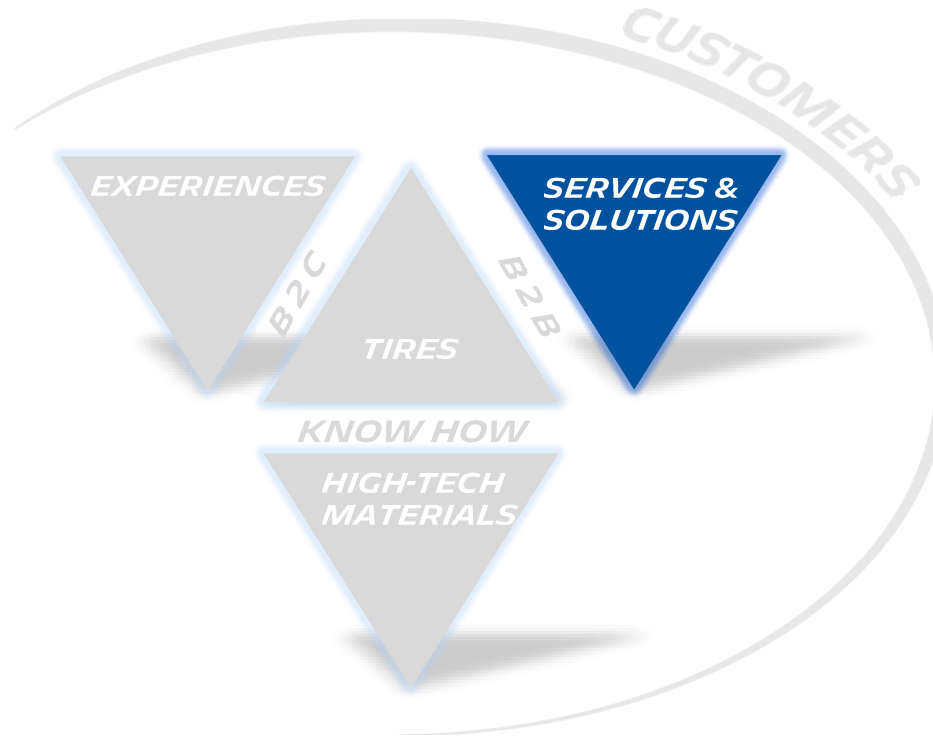 CUSTOMERS
EXPERIENCES
SERVICES &
SOLUTIONS
B2C
B2B
TIRES
KNOW HOW
HIGH-TECH
MATERIALS